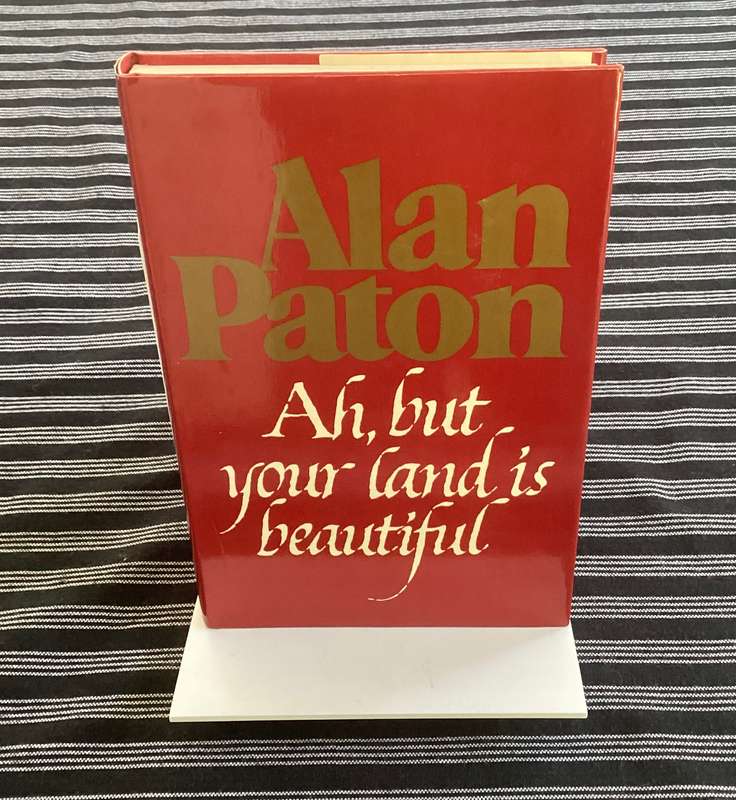 Alan
Paton
Ah, but
your land is
beautiful